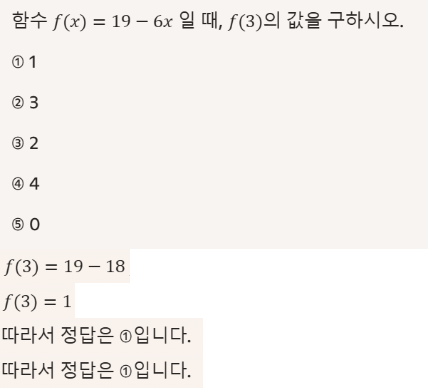 함수 f(x) = 19 − 6x 일 때, f(3)의 값을 구하시오.
① 1
② 3
③ 2
④ 4
⑤ 0
f(3) = 19 − 18
f(3) = 1
따라서 정답은 ①입니다.
따라서 정답은 ①입니다.